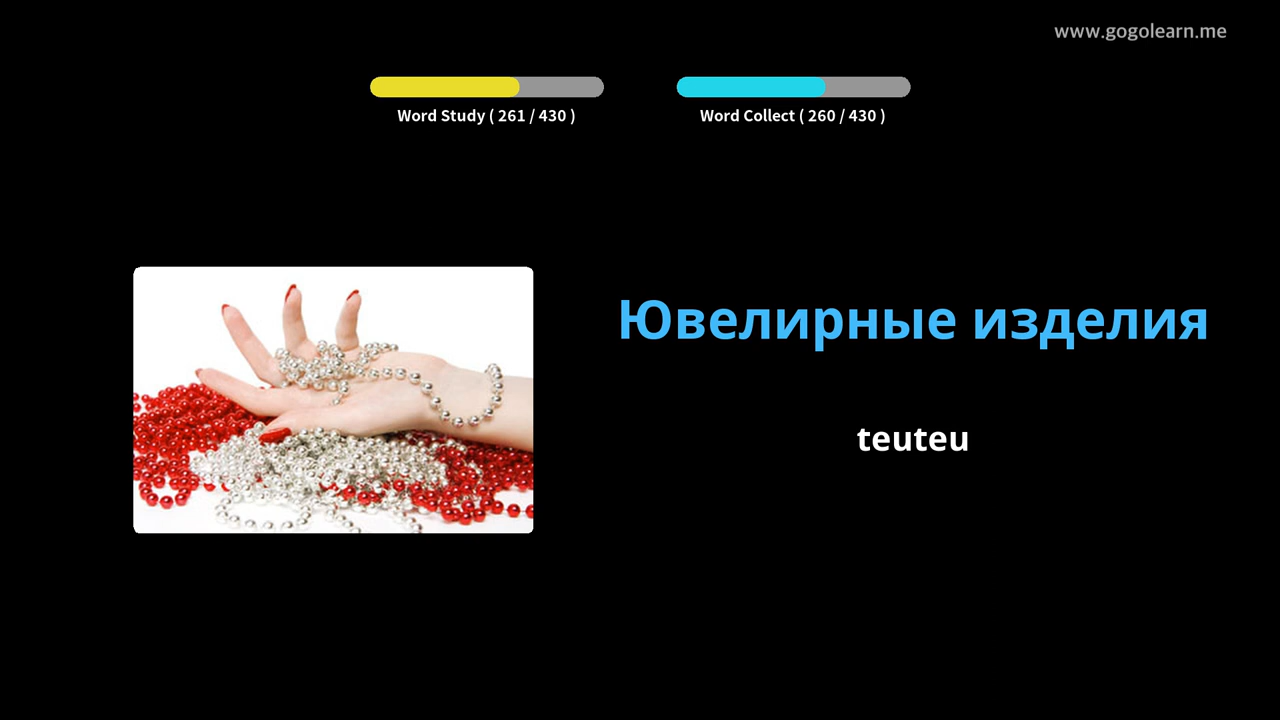 www.gogolearn.me
Word Study ( 261 / 430 )
Word Collect ( 260 / 430 )
Ювелирные изделия
teuteu